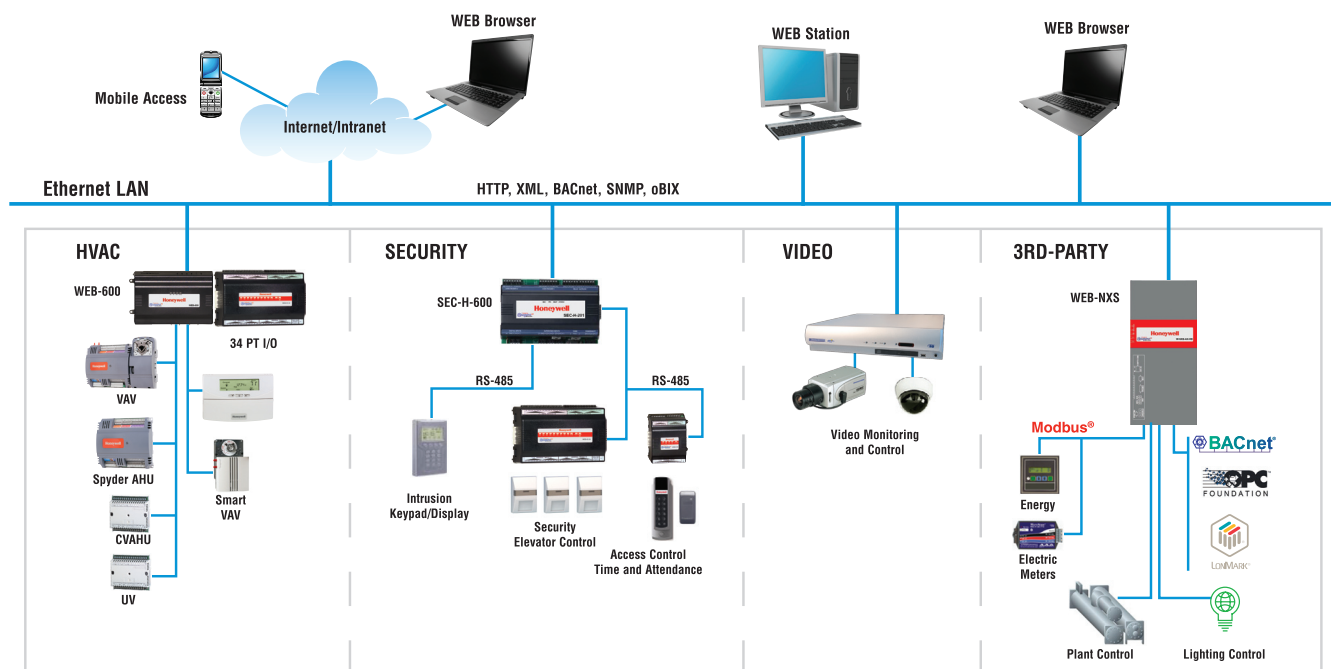 WEB Browser
WEB Station
WEB Browser
Mobile Access
Internet/Intranet
Ethernet LAN
HTTP, XML, BACnet, SNMP, oBIX
HVAC
SECURITY
VIDEO
3RD-PARTY
WEB-600
Honeywell
34 PT I/O
SEC-H-600
Honeywell
SEC-H-201
WEB-NXS
Honeywell
VAV
RS-485
RS-485
Spyder AHU
Smart
VAV
CVAHU
UV
Intrusion
Keypad/Display
Security
Elevator Control
Access Control
Time and Attendance
Video Monitoring
and Control
Modbus®
BACnet®
OPC
FOUNDATION
Energy
Electric
Meters
LONMARK®
Plant Control
Lighting Control